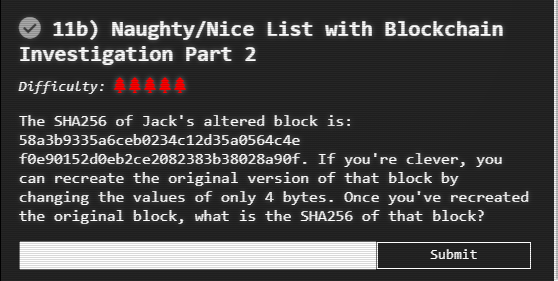 11b) Naughty/Nice List with Blockchain
Investigation Part 2
Difficulty:
The SHA256 of Jack's altered block is:
58a3b9335a6ceb0234c12d35a0564c4e
f0e90152d0eb2ce2082383b38028a90f. If you're clever, you
can recreate the original version of that block by
changing the values of only 4 bytes. Once you've recreated
the original block, what is the SHA256 of that block?
Submit